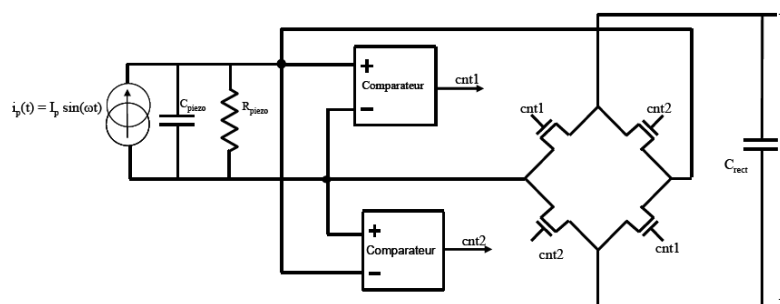 i_p(t) = I_p sin(ωt)
C_piezo
R_piezo
+
Comparateur
−
cnt1
+
Comparateur
−
cnt2
cnt1
cnt2
cnt2
cnt1
C_rect